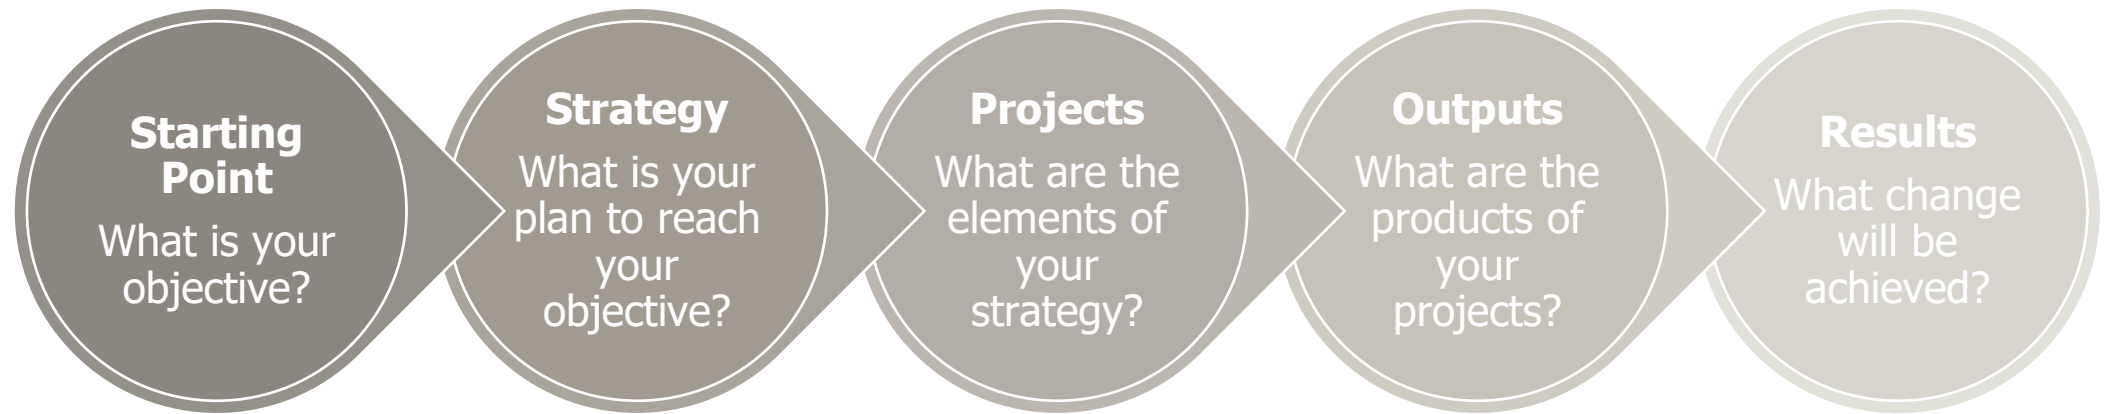 Starting
Point
What is your
objective?
Strategy
What is your
plan to reach
your
objective?
Projects
What are the
elements of
your
strategy?
Outputs
What are the
products of
your
projects?
Results
What change
will be
achieved?